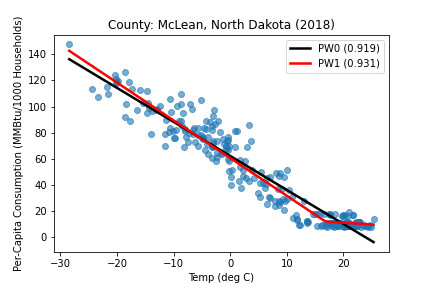 County: McLean, North Dakota (2018)
Per-Capita Consumption (MMBtu/1000 Households)
140
120
100
80
60
40
20
0
PW0 (0.919)
PW1 (0.931)
−30 −20 −10 0 10 20
Temp (deg C)